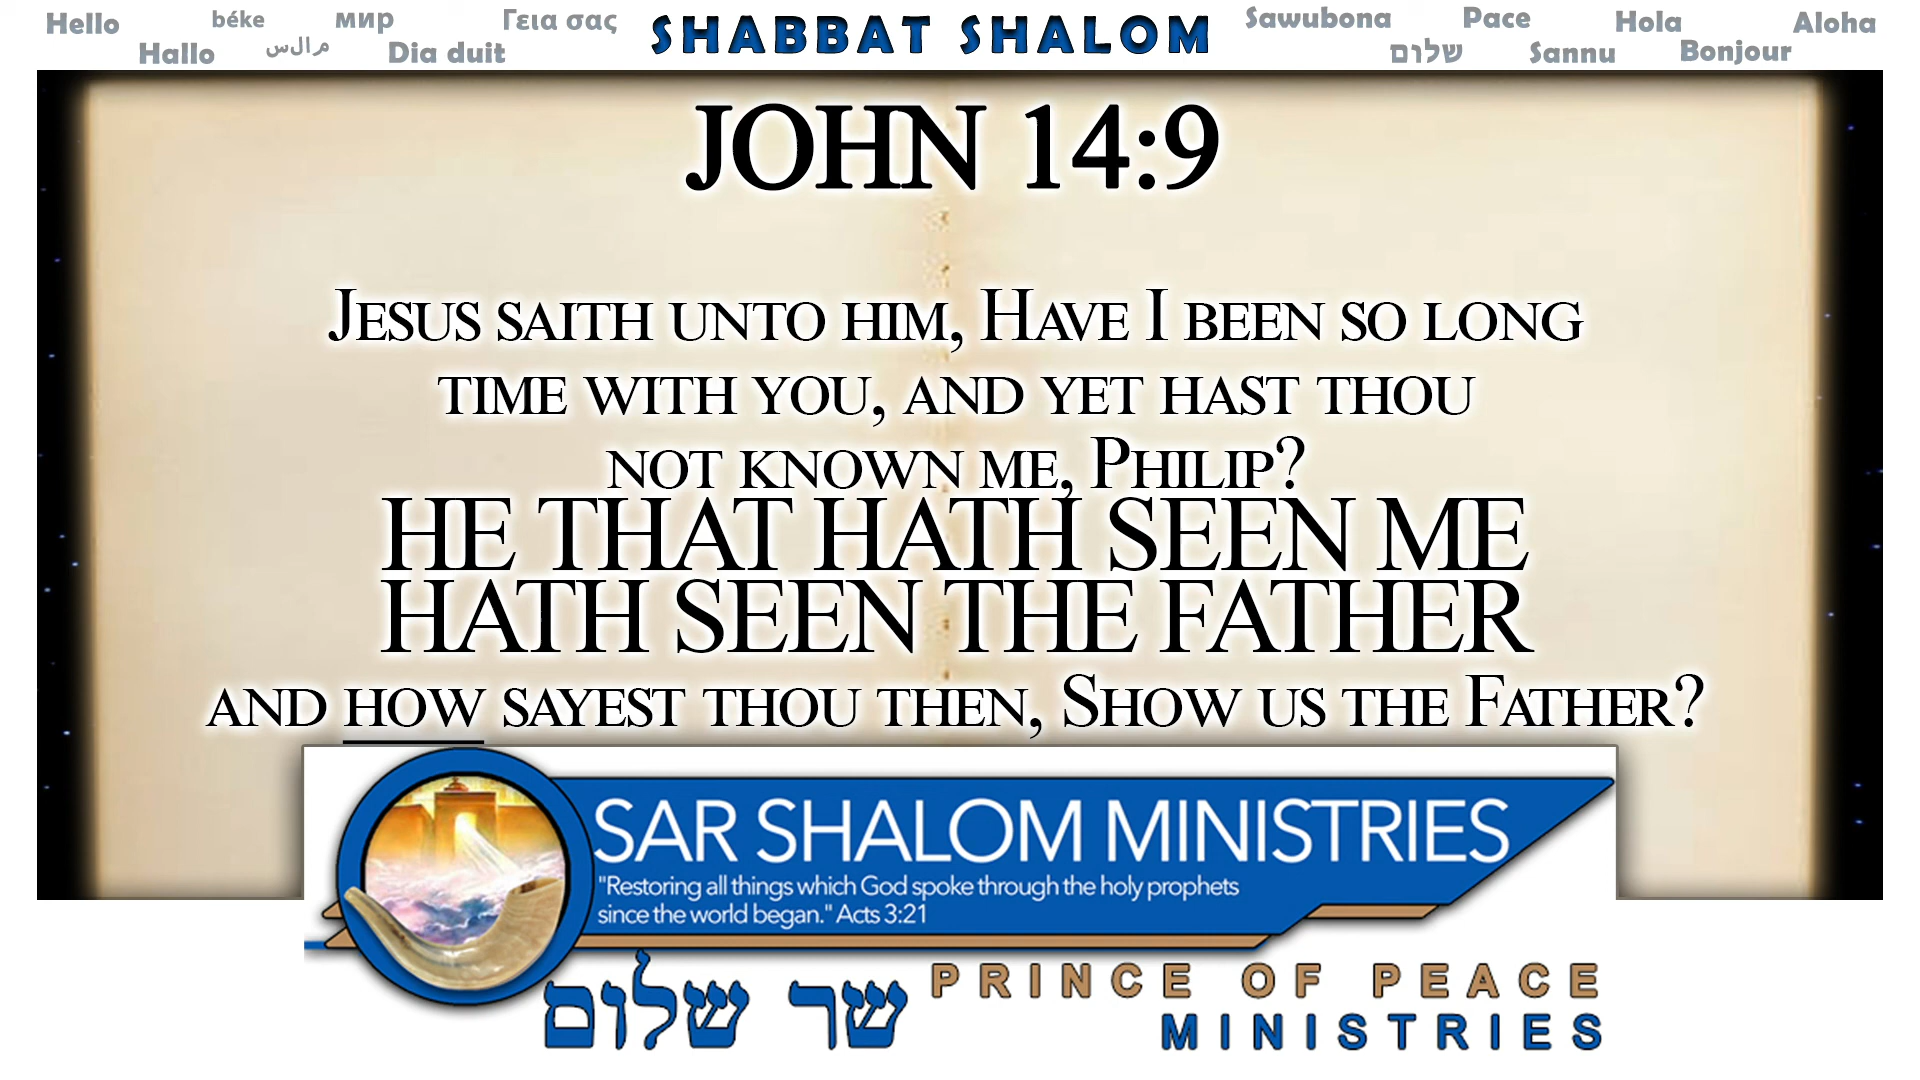 Hello béke мир Γεια σας SHABBAT SHALOM Sawubona Pace Hola Aloha
Hallo سلام Dia duit שלום Sannu Bonjour
JOHN 14:9
Jesus saith unto him, Have I been so long
time with you, and yet hast thou
not known me, Philip?
HE THAT HATH SEEN ME
HATH SEEN THE FATHER
and how sayest thou then, Show us the Father?
SAR SHALOM MINISTRIES
"Restoring all things which God spoke through the holy prophets
since the world began." Acts 3:21
שר שלום
PRINCE OF PEACE
MINISTRIES